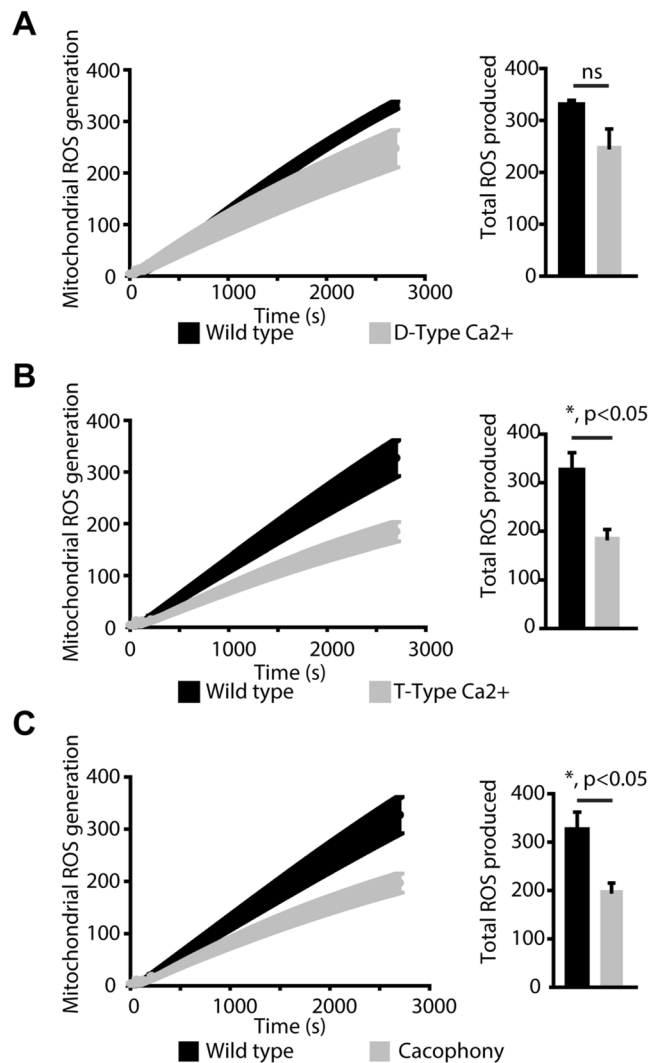 A
Mitochondrial ROS generation
400
300
200
100
0
0 1000 2000 3000
Time (s)
Wild type D-Type Ca2+
Total ROS produced
400
300
200
100
0
ns
B
Mitochondrial ROS generation
400
300
200
100
0
0 1000 2000 3000
Time (s)
Wild type T-Type Ca2+
Total ROS produced
400
300
200
100
0
*, p<0.05
C
Mitochondrial ROS generation
400
300
200
100
0
0 1000 2000 3000
Time (s)
Wild type Cacophony
Total ROS produced
400
300
200
100
0
*, p<0.05